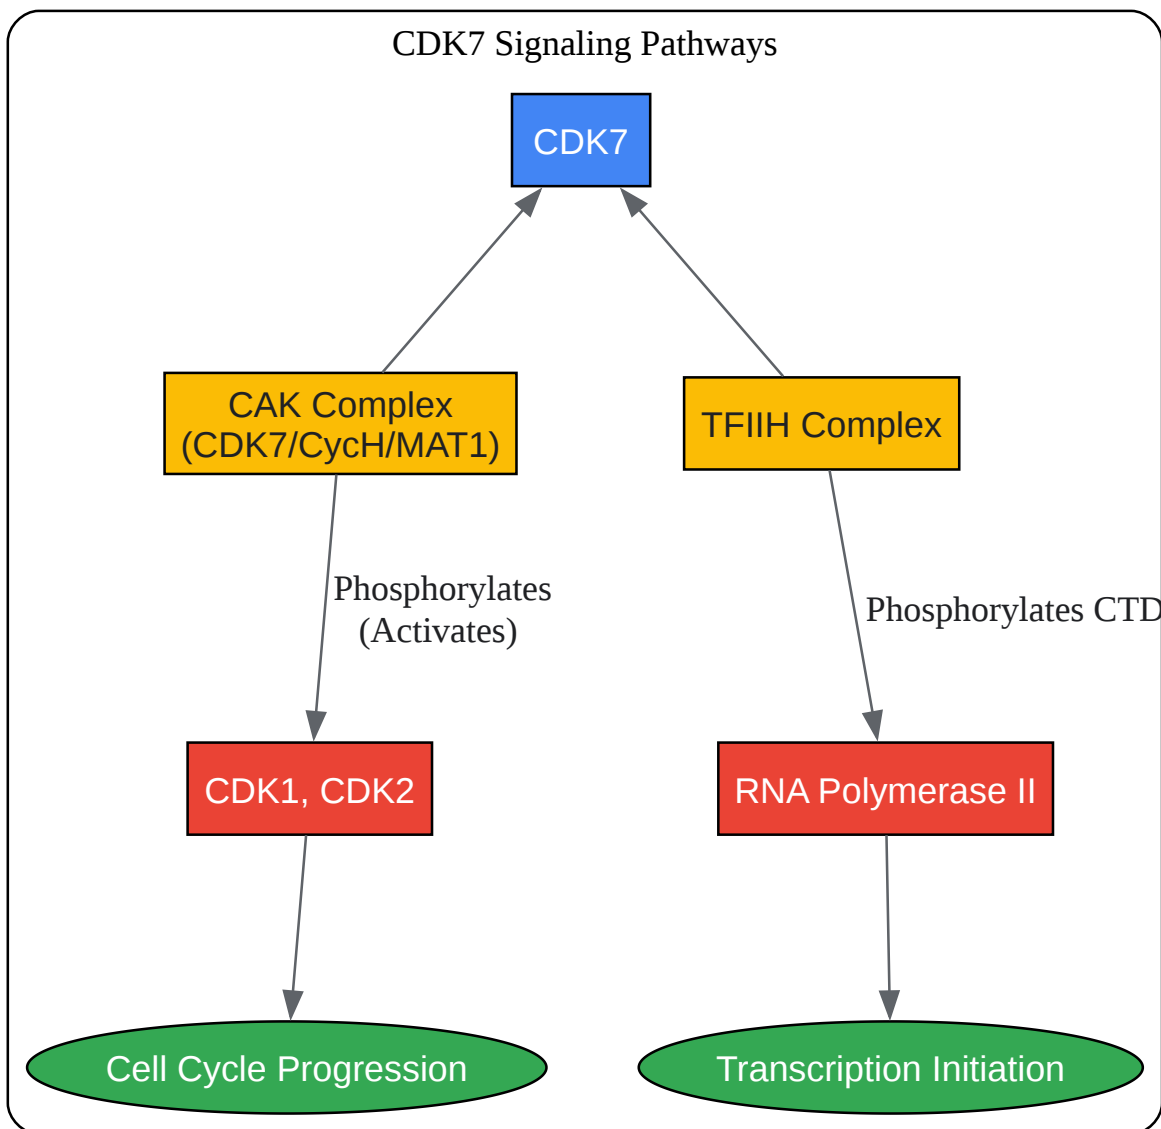 CDK7 Signaling Pathways
CDK7
CAK Complex
(CDK7/CycH/MAT1)
TFIIH Complex
Phosphorylates
(Activates)
Phosphorylates CTD
CDK1, CDK2
RNA Polymerase II
Cell Cycle Progression
Transcription Initiation